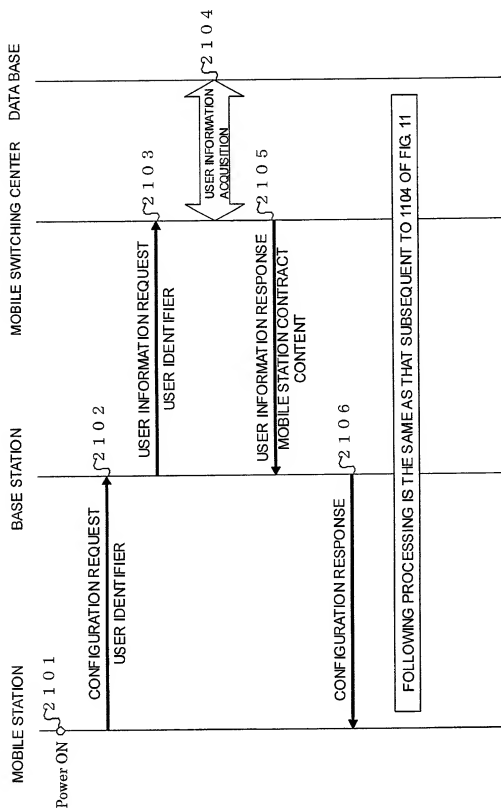 MOBILE STATION
BASE STATION
MOBILE SWITCHING CENTER
DATA BASE
Power ON
2101
CONFIGURATION REQUEST
USER IDENTIFIER
2102
USER INFORMATION REQUEST
USER IDENTIFIER
2103
USER INFORMATION
ACQUISITION
2104
USER INFORMATION RESPONSE
MOBILE STATION CONTRACT
CONTENT
2105
CONFIGURATION RESPONSE
2106
FOLLOWING PROCESSING IS THE SAME AS THAT SUBSEQUENT TO 1104 OF FIG. 11